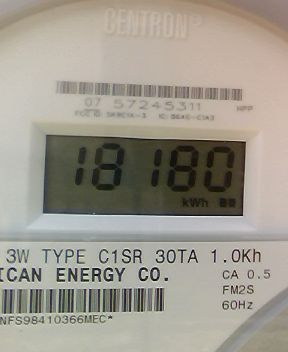 CENTRON®
07 57245311
18180
kWh
3W TYPE C1SR 30TA 1.0Kh
ICAN ENERGY CO.
CA 0.5
FM2S
60Hz
NFS98410366MEC*